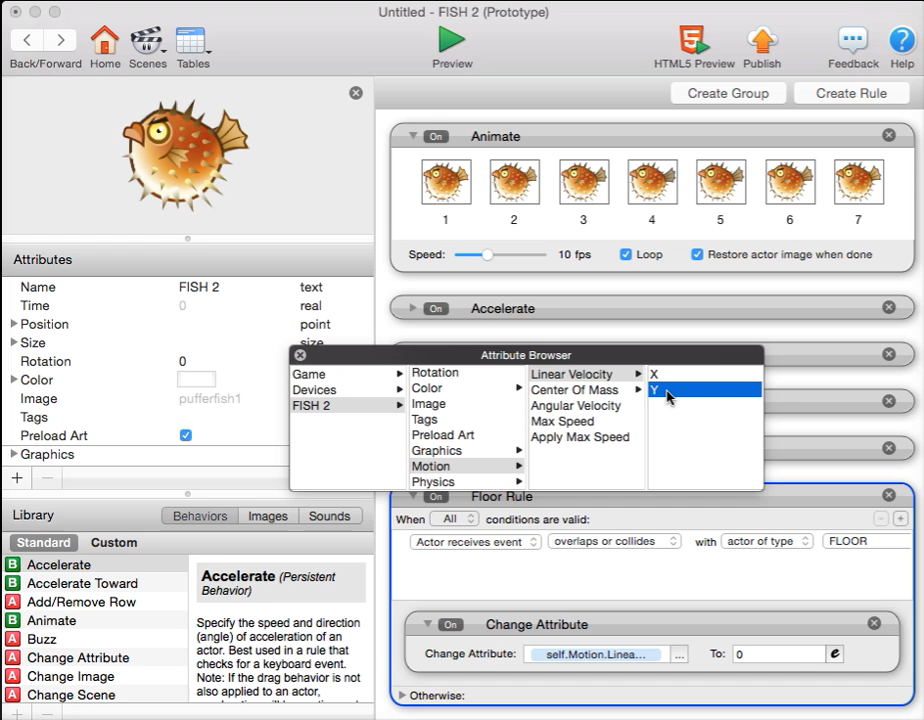 Untitled - FISH 2 (Prototype)
Back/Forward Home Scenes Tables Preview HTML5 Preview Publish Feedback Help
Create Group Create Rule
On Animate
1 2 3 4 5 6 7
Speed: 10 fps Loop Restore actor image when done
On Accelerate
Attributes
Name FISH 2 text
Time 0 real
Position point
Size size
Rotation 0
Color
Image pufferfish1
Tags
Preload Art
Graphics
+ −
Attribute Browser
Game
Devices
FISH 2
Rotation
Color
Image
Tags
Preload Art
Graphics
Motion
Physics
Linear Velocity
Center Of Mass
Angular Velocity
Max Speed
Apply Max Speed
X
Y
On Floor Rule
When All conditions are valid: − +
Actor receives event overlaps or collides with actor of type FLOOR
On Change Attribute
Change Attribute: self.Motion.Linea... ... To: 0 e
Otherwise:
Library Behaviors Images Sounds
Standard Custom
B Accelerate
B Accelerate Toward
A Add/Remove Row
B Animate
A Buzz
A Change Attribute
A Change Image
A Change Scene
Accelerate (Persistent
Behavior)
Specify the speed and direction
(angle) of acceleration of an
actor. Best used in a rule that
checks for a keyboard event.
Note: If the drag behavior is not
also applied to an actor,